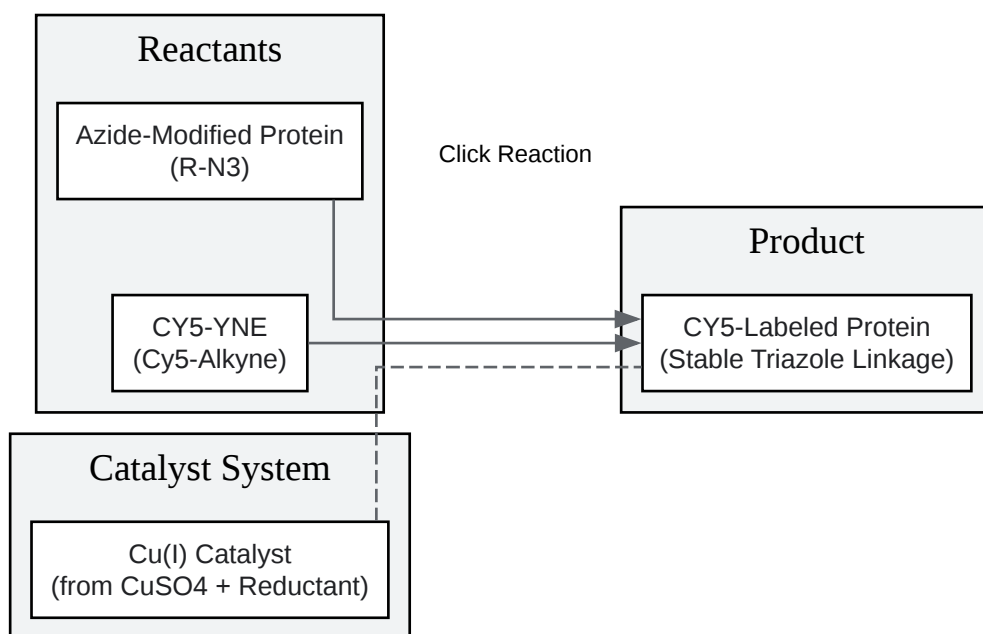 Reactants
Azide-Modified Protein
(R-N3)
Click Reaction
CY5-YNE
(Cy5-Alkyne)
Product
CY5-Labeled Protein
(Stable Triazole Linkage)
Catalyst System
Cu(I) Catalyst
(from CuSO4 + Reductant)